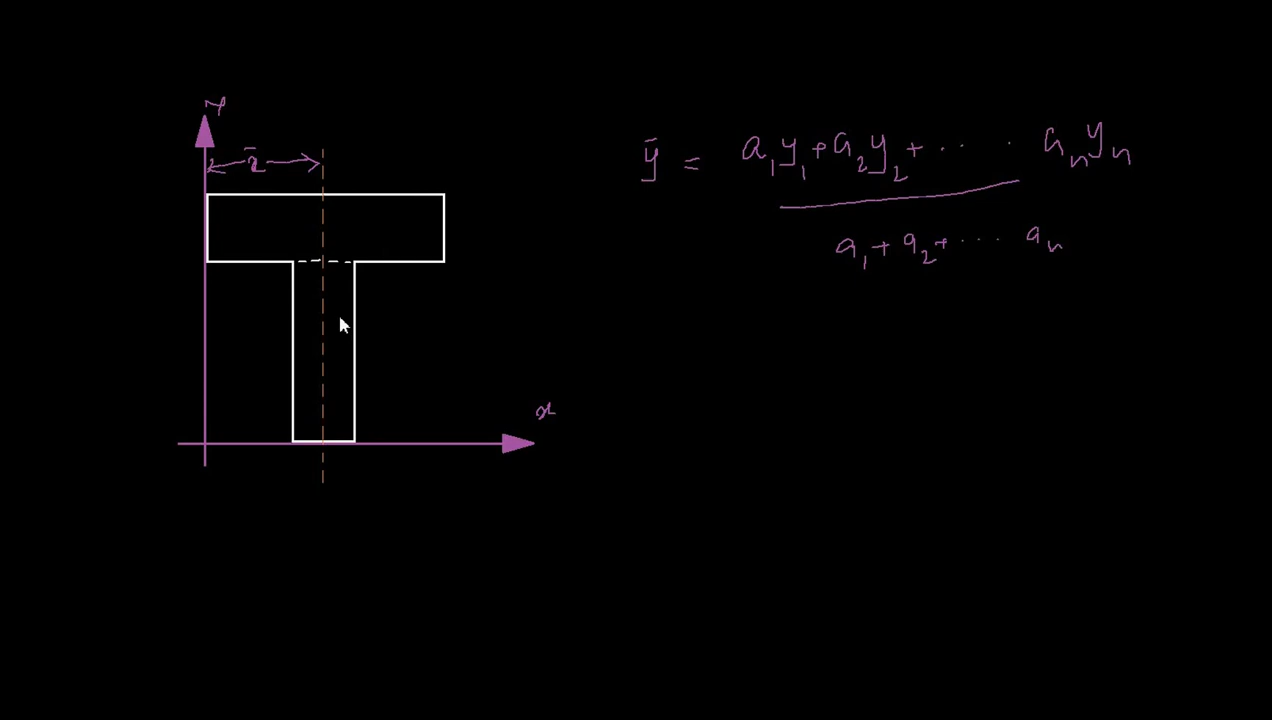 y
x̄
ȳ = a₁y₁ + a₂y₂ + ... . aₙyₙ
a₁ + a₂ + .... aₙ
x